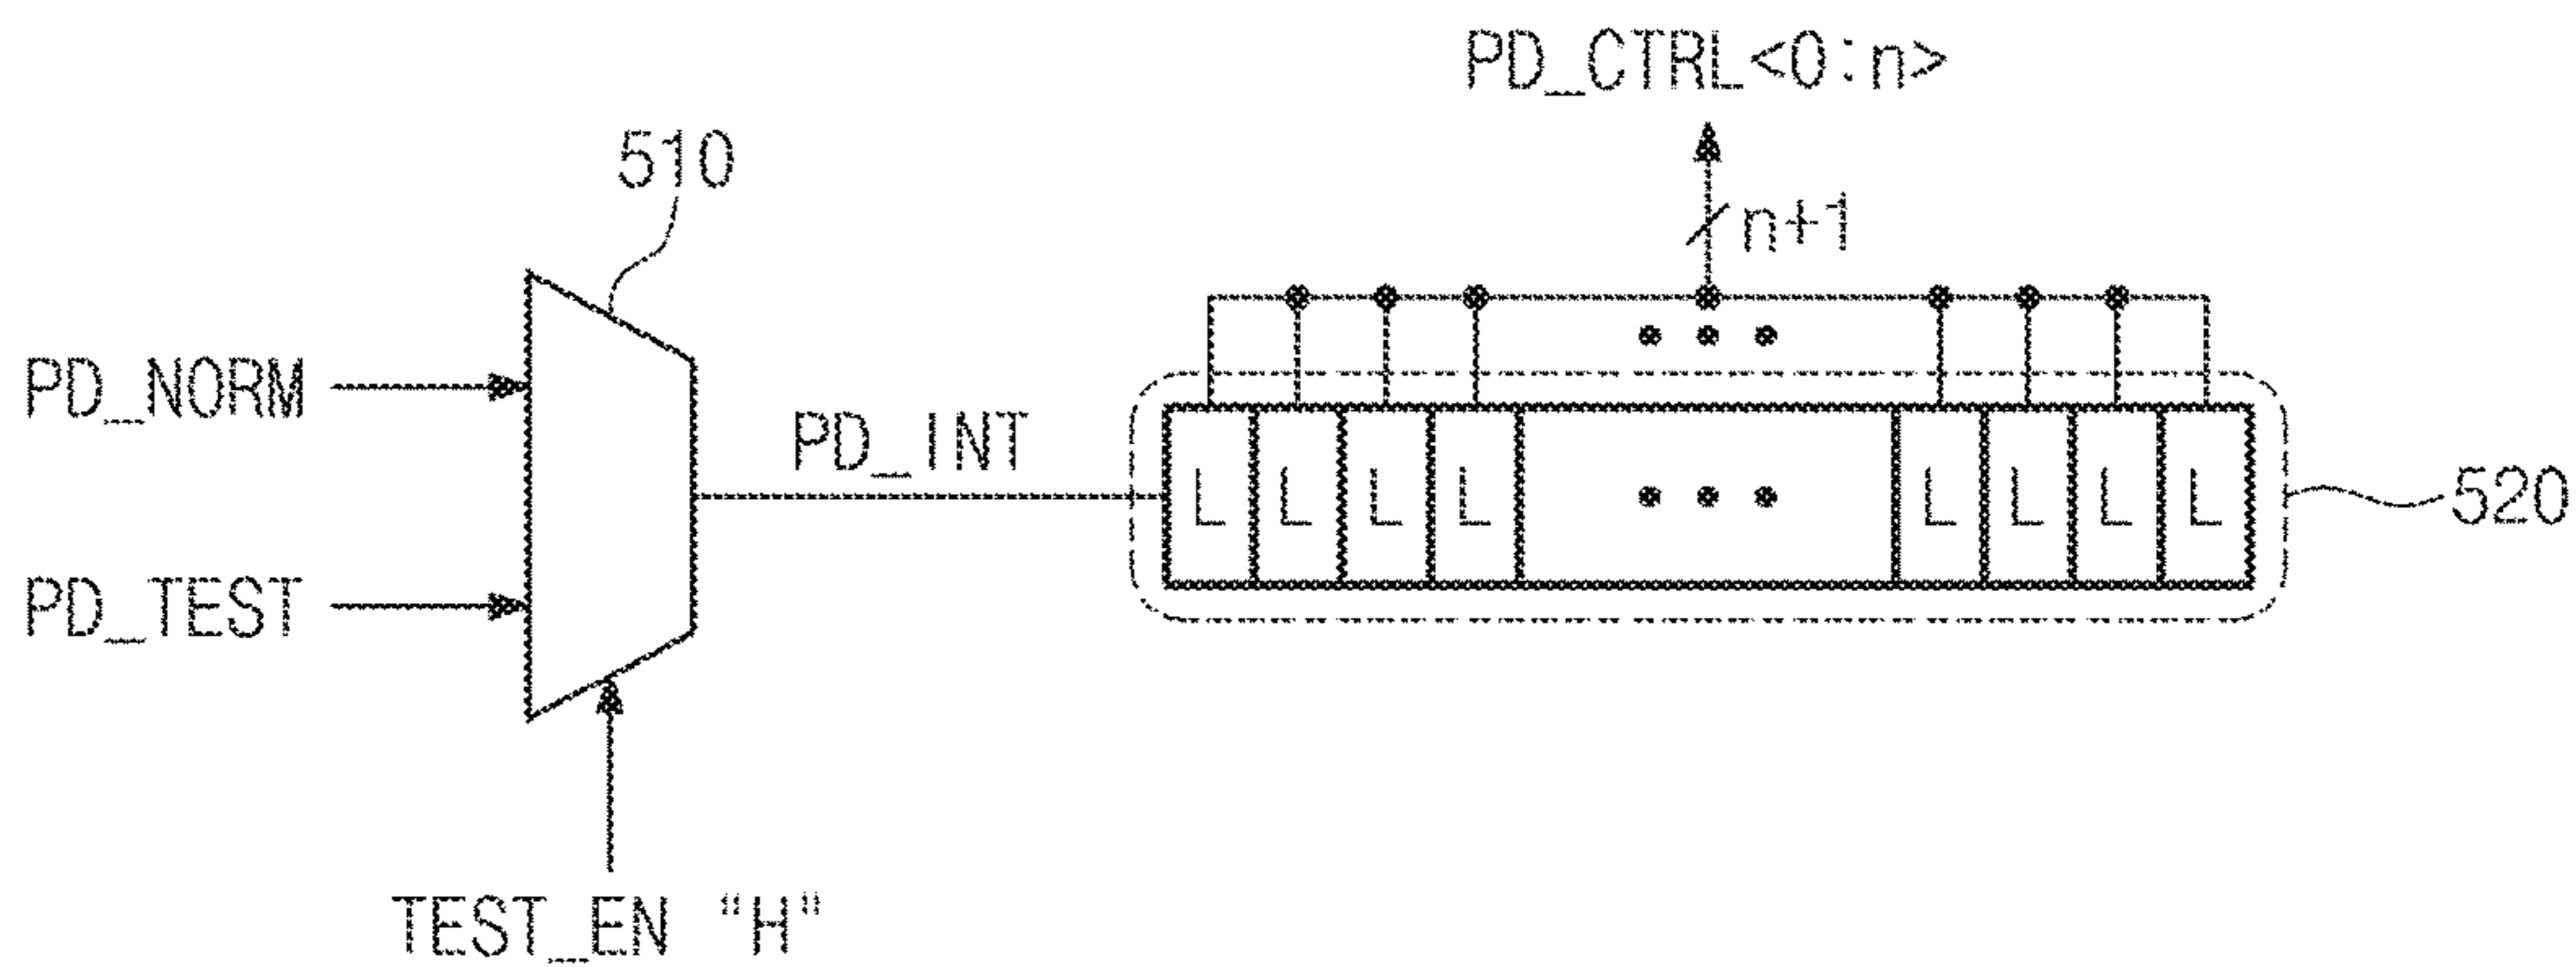 PD_CTRL<0:n>
510
n+1
PD_NORM
PD_INT
L L L L ••• L L L L
520
PD_TEST
TEST_EN "H"